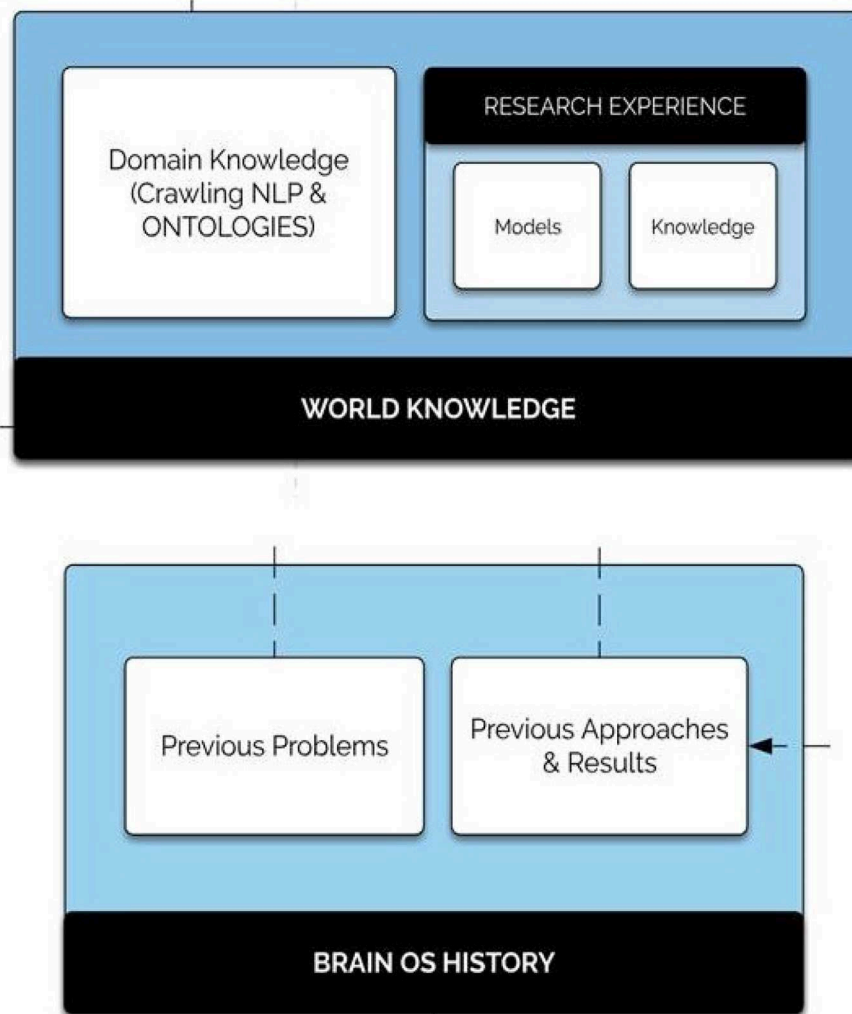 Domain Knowledge
(Crawling NLP &
ONTOLOGIES)
RESEARCH EXPERIENCE
Models
Knowledge
WORLD KNOWLEDGE
Previous Problems
Previous Approaches
& Results
BRAIN OS HISTORY